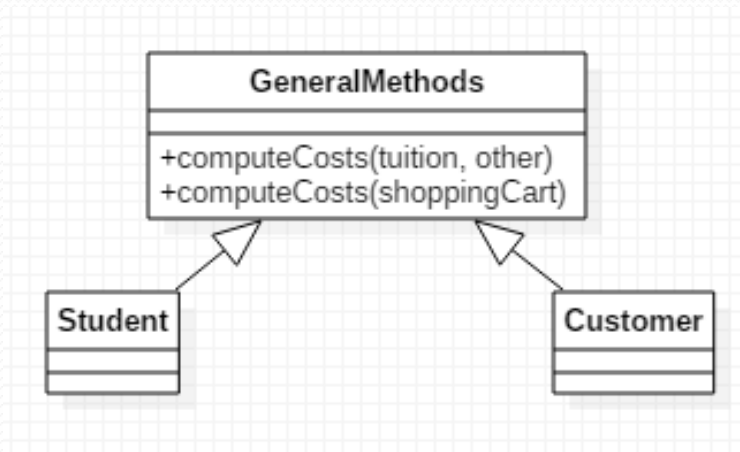 GeneralMethods
+computeCosts(tuition, other)
+computeCosts(shoppingCart)
Student
Customer